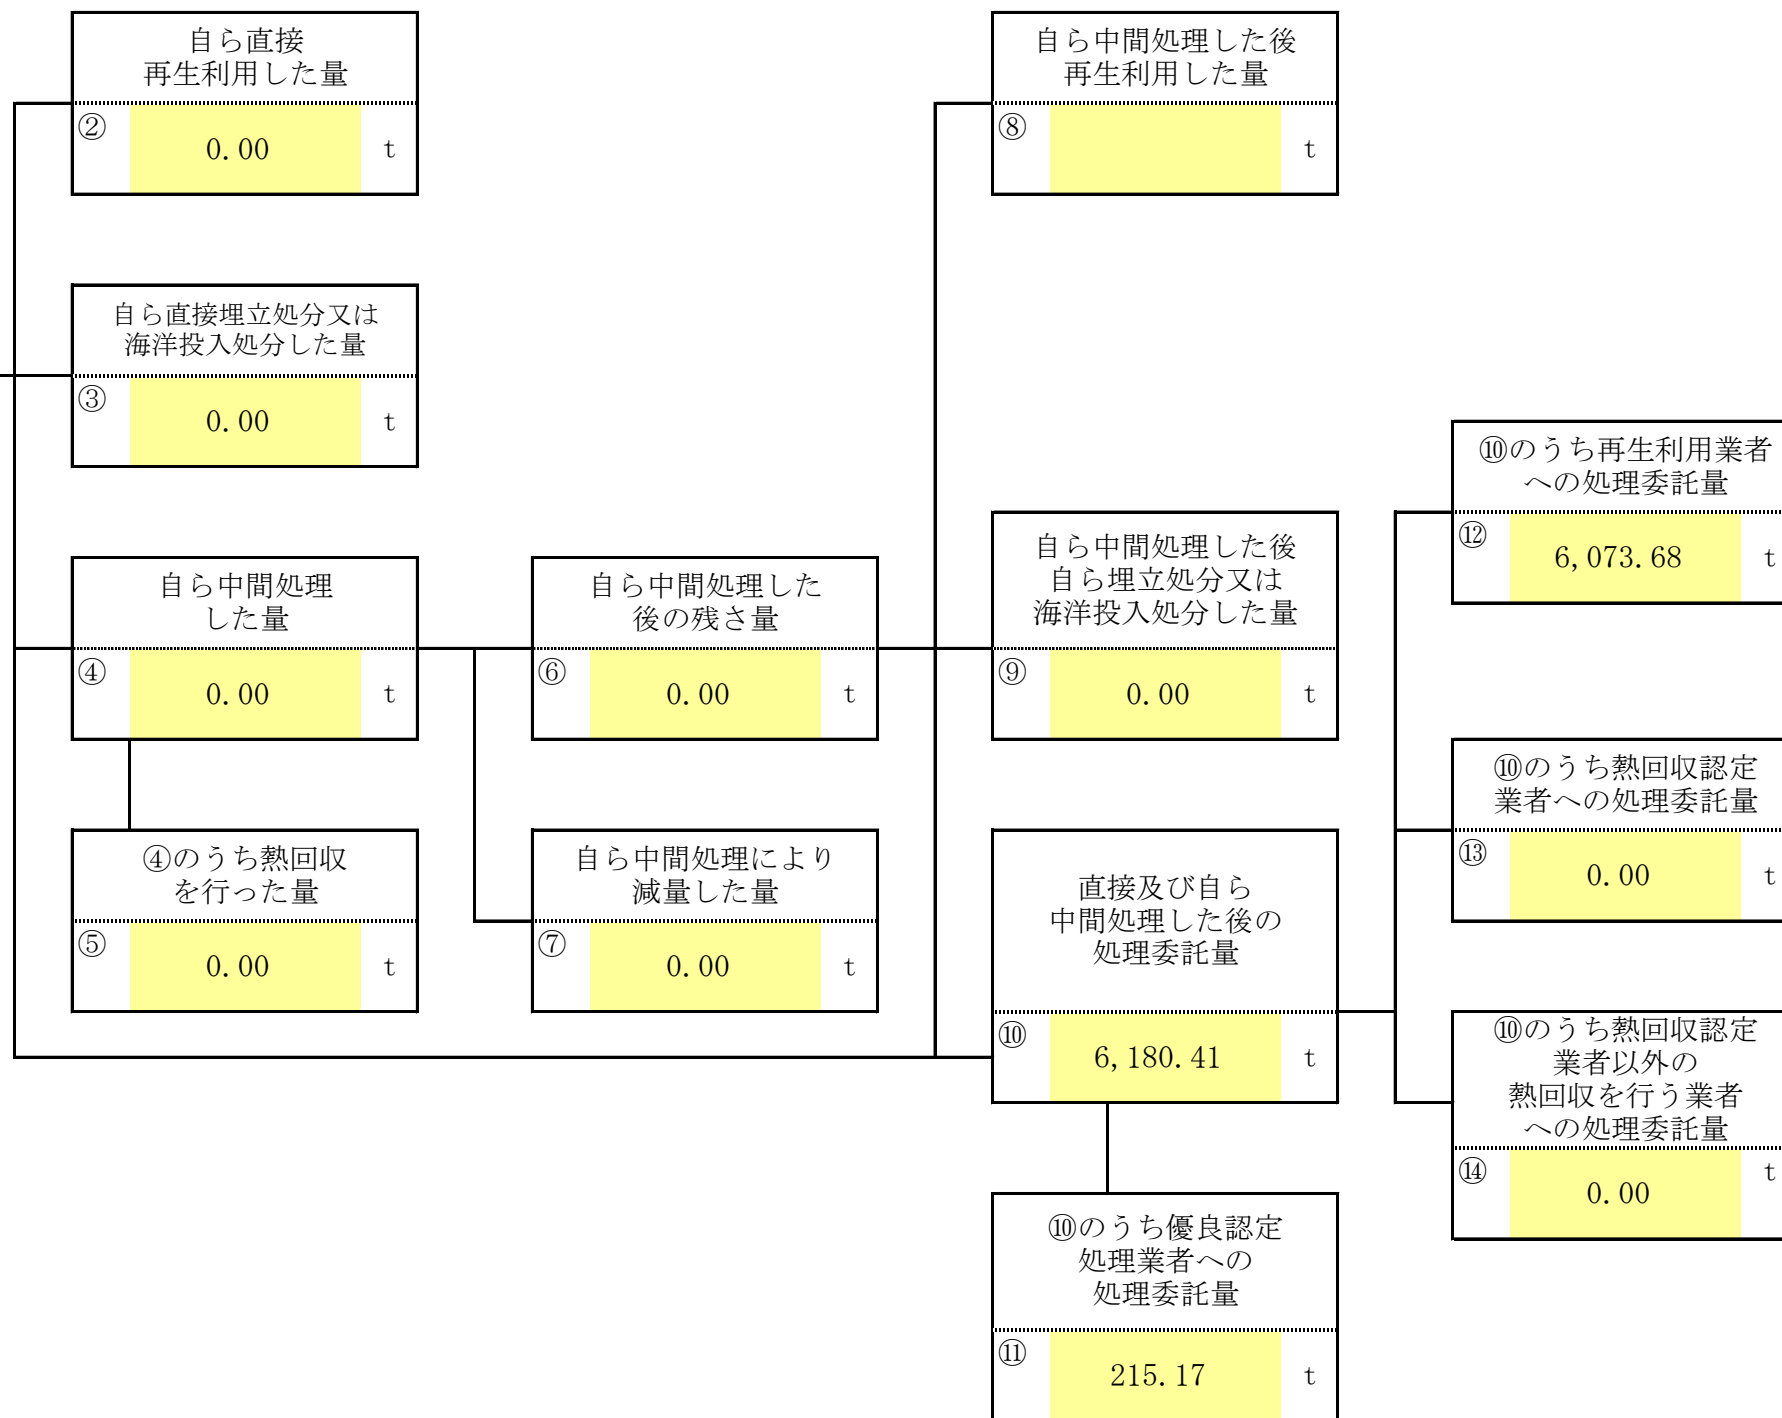 自ら直接
再生利用した量
②
0.00
t
自ら中間処理した後
再生利用した量
⑧
t
自ら直接埋立処分又は
海洋投入処分した量
③
0.00
t
⑩のうち再生利用業者
への処理委託量
⑫
6,073.68
t
自ら中間処理
した量
④
0.00
t
自ら中間処理した
後の残さ量
⑥
0.00
t
自ら中間処理した後
自ら埋立処分又は
海洋投入処分した量
⑨
0.00
t
⑩のうち熱回収認定
業者への処理委託量
⑬
0.00
t
④のうち熱回収
を行った量
⑤
0.00
t
自ら中間処理により
減量した量
⑦
0.00
t
直接及び自ら
中間処理した後の
処理委託量
⑩
6,180.41
t
⑩のうち熱回収認定
業者以外の
熱回収を行う業者
への処理委託量
⑭
0.00
t
⑩のうち優良認定
処理業者への
処理委託量
⑪
215.17
t